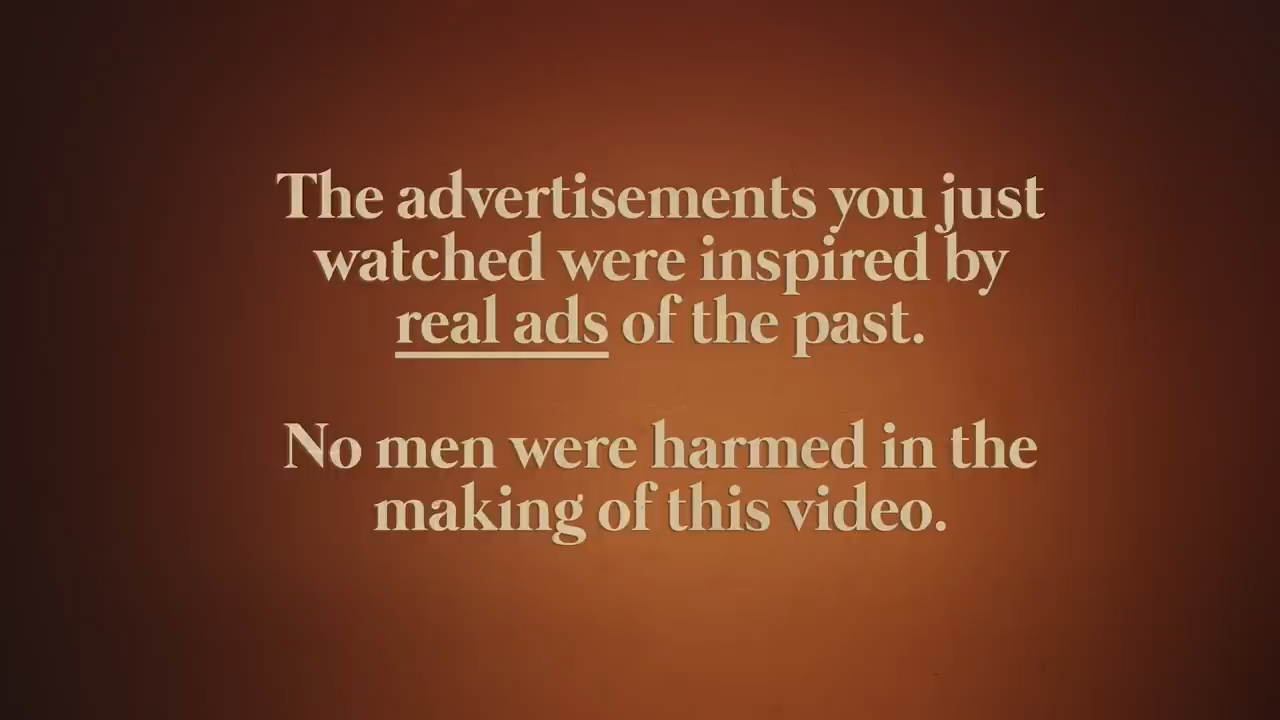 The advertisements you just
watched were inspired by
real ads of the past.
No men were harmed in the
making of this video.